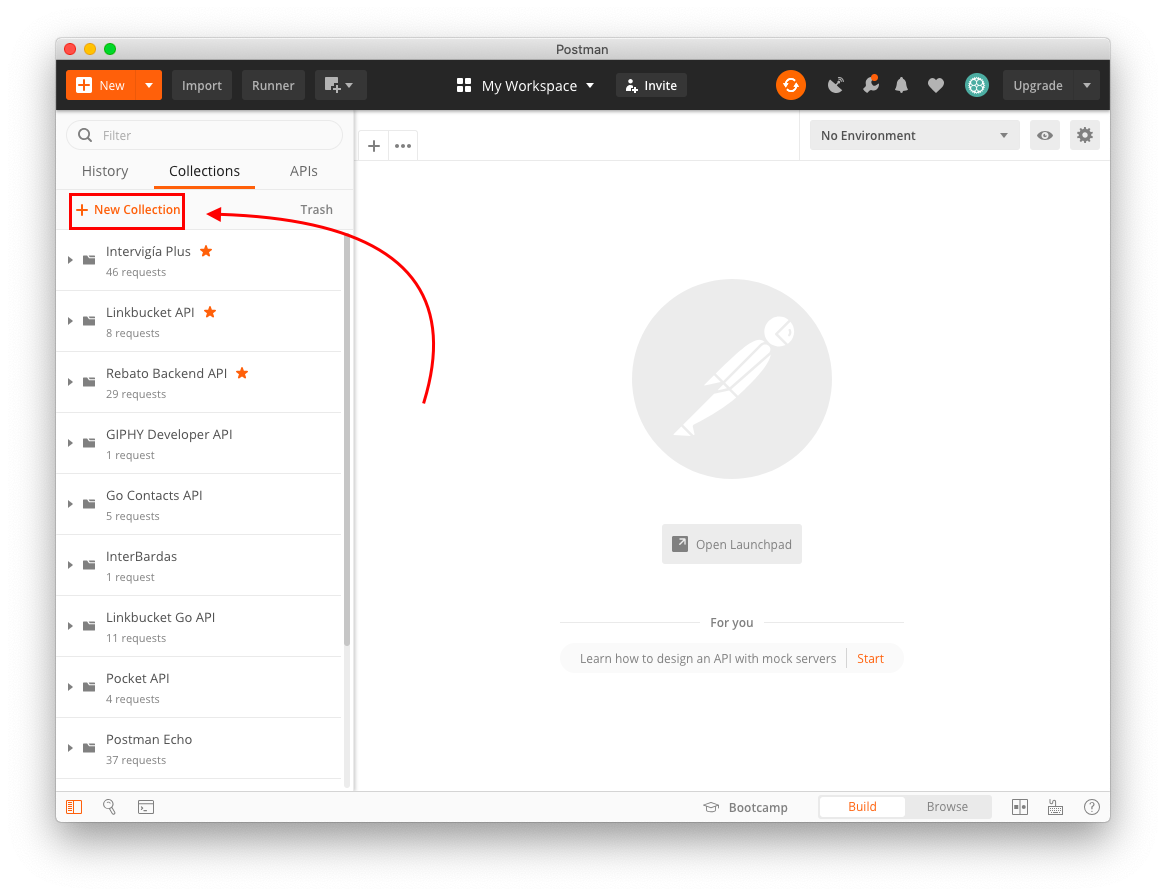 Postman
New
Import
Runner
My Workspace
Invite
Upgrade
Filter
No Environment
History
Collections
APIs
New Collection
Trash
Intervigía Plus
46 requests
Linkbucket API
8 requests
Rebato Backend API
29 requests
GIPHY Developer API
1 request
Go Contacts API
5 requests
InterBardas
1 request
Linkbucket Go API
11 requests
Pocket API
4 requests
Postman Echo
37 requests
Open Launchpad
For you
Learn how to design an API with mock servers
Start
Bootcamp
Build
Browse